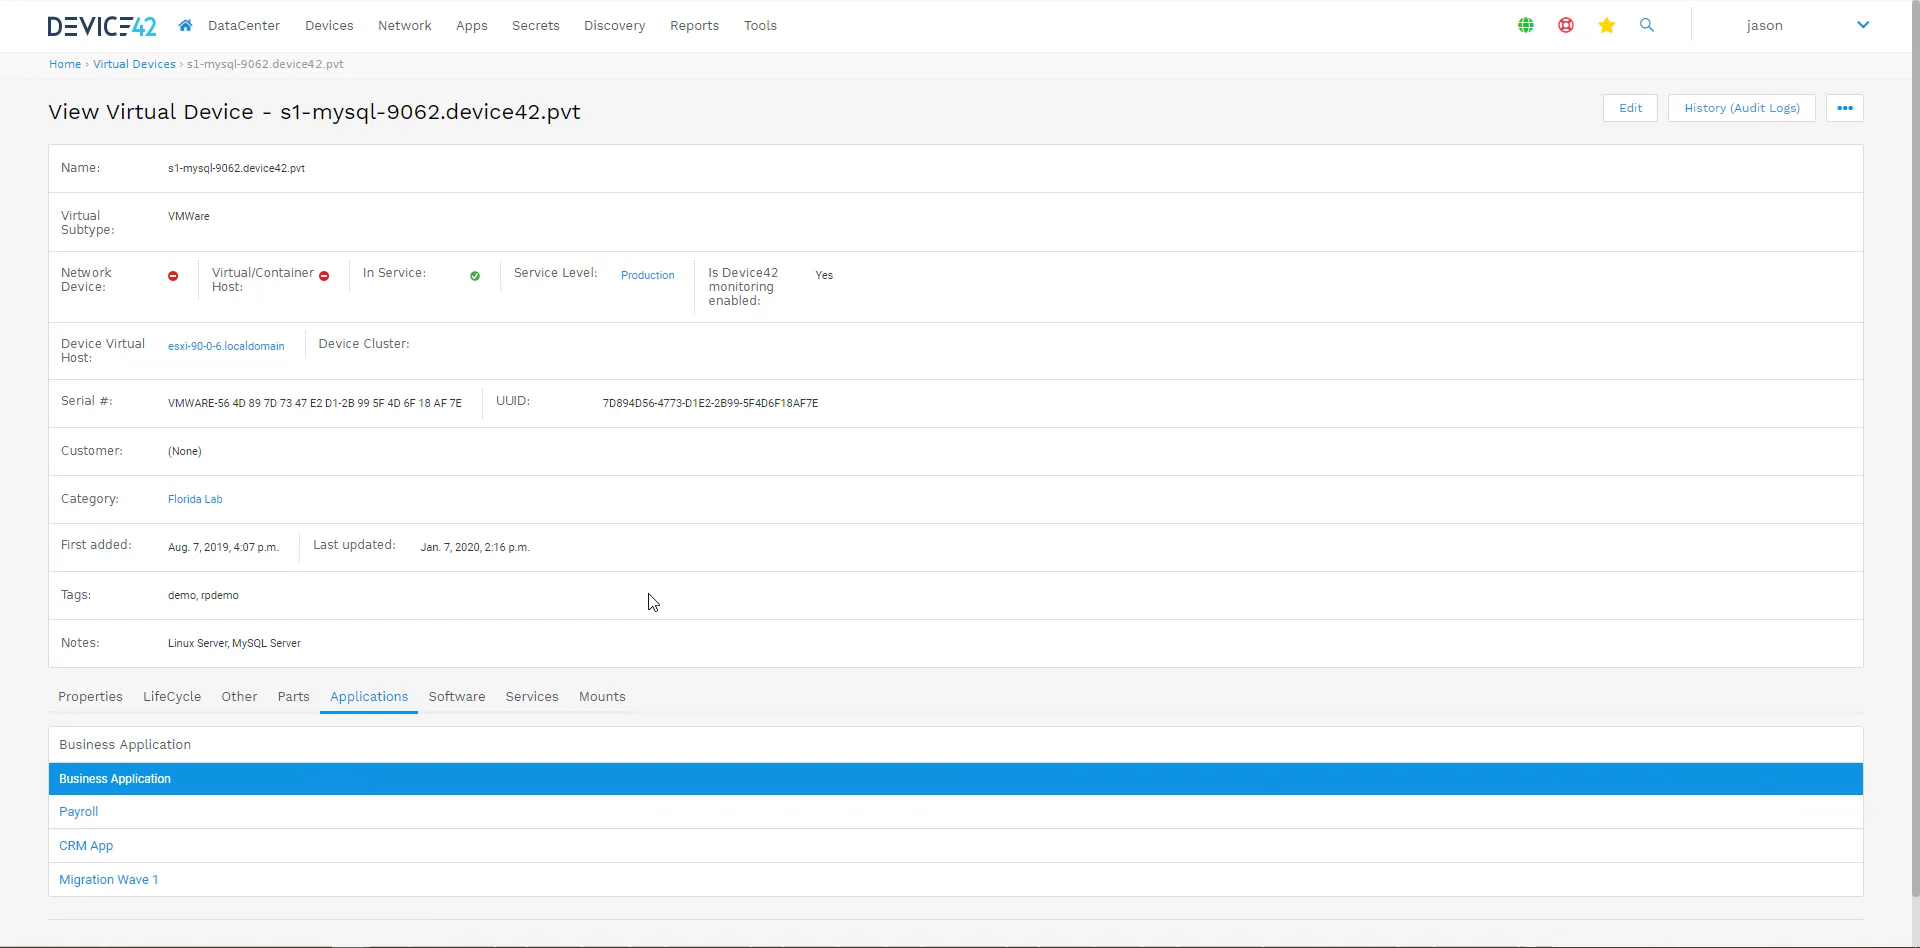 DEVICE42 DataCenter Devices Network Apps Secrets Discovery Reports Tools jason
Home › Virtual Devices › s1-mysql-9062.device42.pvt
View Virtual Device - s1-mysql-9062.device42.pvt
Edit History (Audit Logs) •••
Name: s1-mysql-9062.device42.pvt
Virtual Subtype: VMWare
Network Device: Virtual/Container Host: In Service: Service Level: Production Is Device42 monitoring enabled: Yes
Device Virtual Host: esxi-90-0-6.localdomain Device Cluster:
Serial #: VMWARE-56 4D 89 7D 73 47 E2 D1-2B 99 5F 4D 6F 18 AF 7E UUID: 7D894D56-4773-D1E2-2B99-5F4D6F18AF7E
Customer: (None)
Category: Florida Lab
First added: Aug. 7, 2019, 4:07 p.m. Last updated: Jan. 7, 2020, 2:16 p.m.
Tags: demo, rpdemo
Notes: Linux Server, MySQL Server
Properties LifeCycle Other Parts Applications Software Services Mounts
Business Application
Business Application
Payroll
CRM App
Migration Wave 1